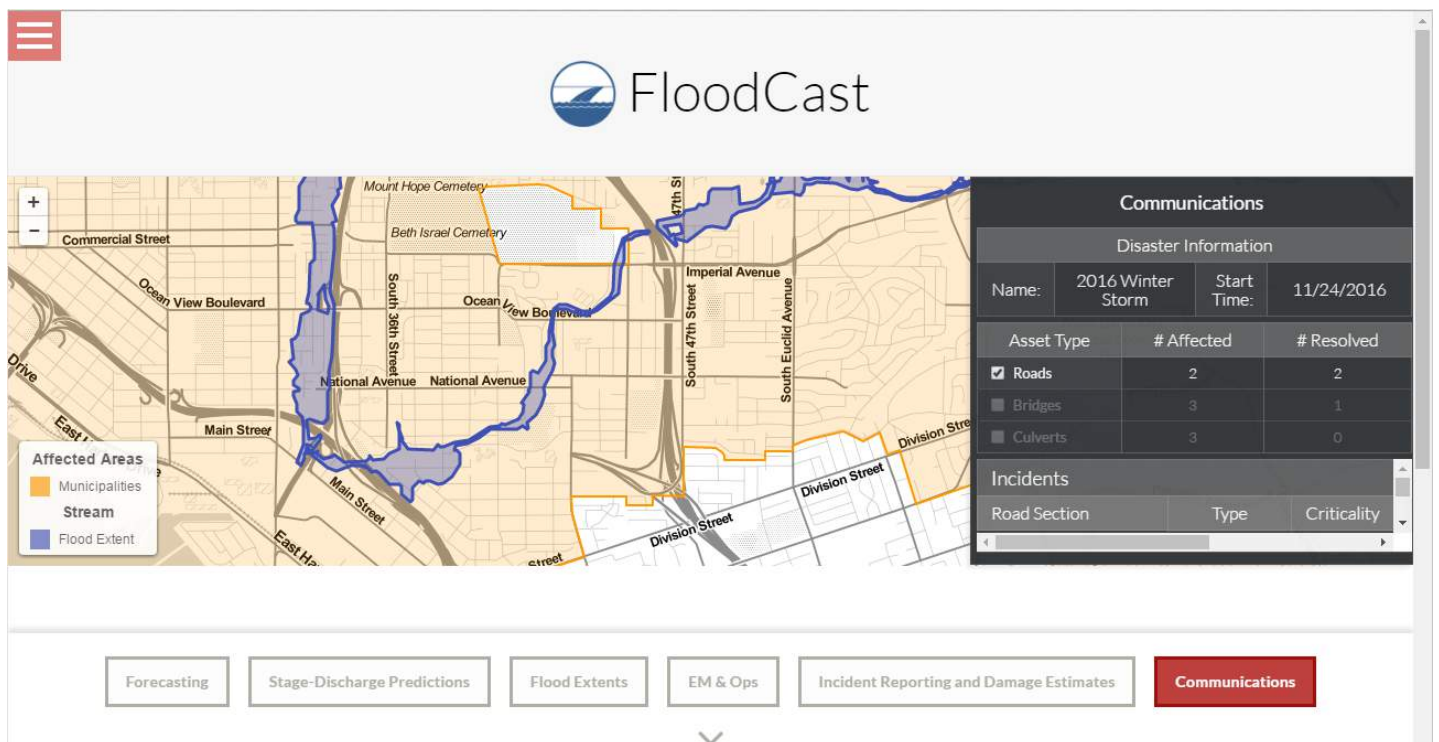 FloodCast
+
−
Mount Hope Cemetery
Beth Israel Cemetery
47th S
Commercial Street
Ocean View Boulevard
South 36th Street
Ocean View Boulevard
Imperial Avenue
South 47th Street
South Euclid Avenue
Drive
National Avenue
National Avenue
Main Street
Main Street
Division Stre
Division Street
Division Street
Street
Drive
East Ha
Affected Areas
Municipalities
Stream
Flood Extent
Communications
Disaster Information
Name: 2016 Winter Storm Start Time: 11/24/2016
Asset Type # Affected # Resolved
Roads 2 2
Bridges 3 1
Culverts 3 0
Incidents
Road Section Type Criticality
Forecasting
Stage-Discharge Predictions
Flood Extents
EM & Ops
Incident Reporting and Damage Estimates
Communications